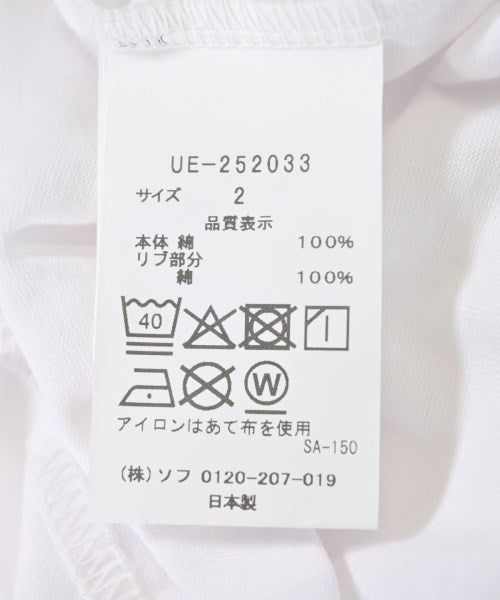 UE-252033
サイズ 2
品質表示
本体 綿 100%
リブ部分
綿 100%
40
W
アイロンはあて布を使用
SA-150
(株)ソフ 0120-207-019
日本製